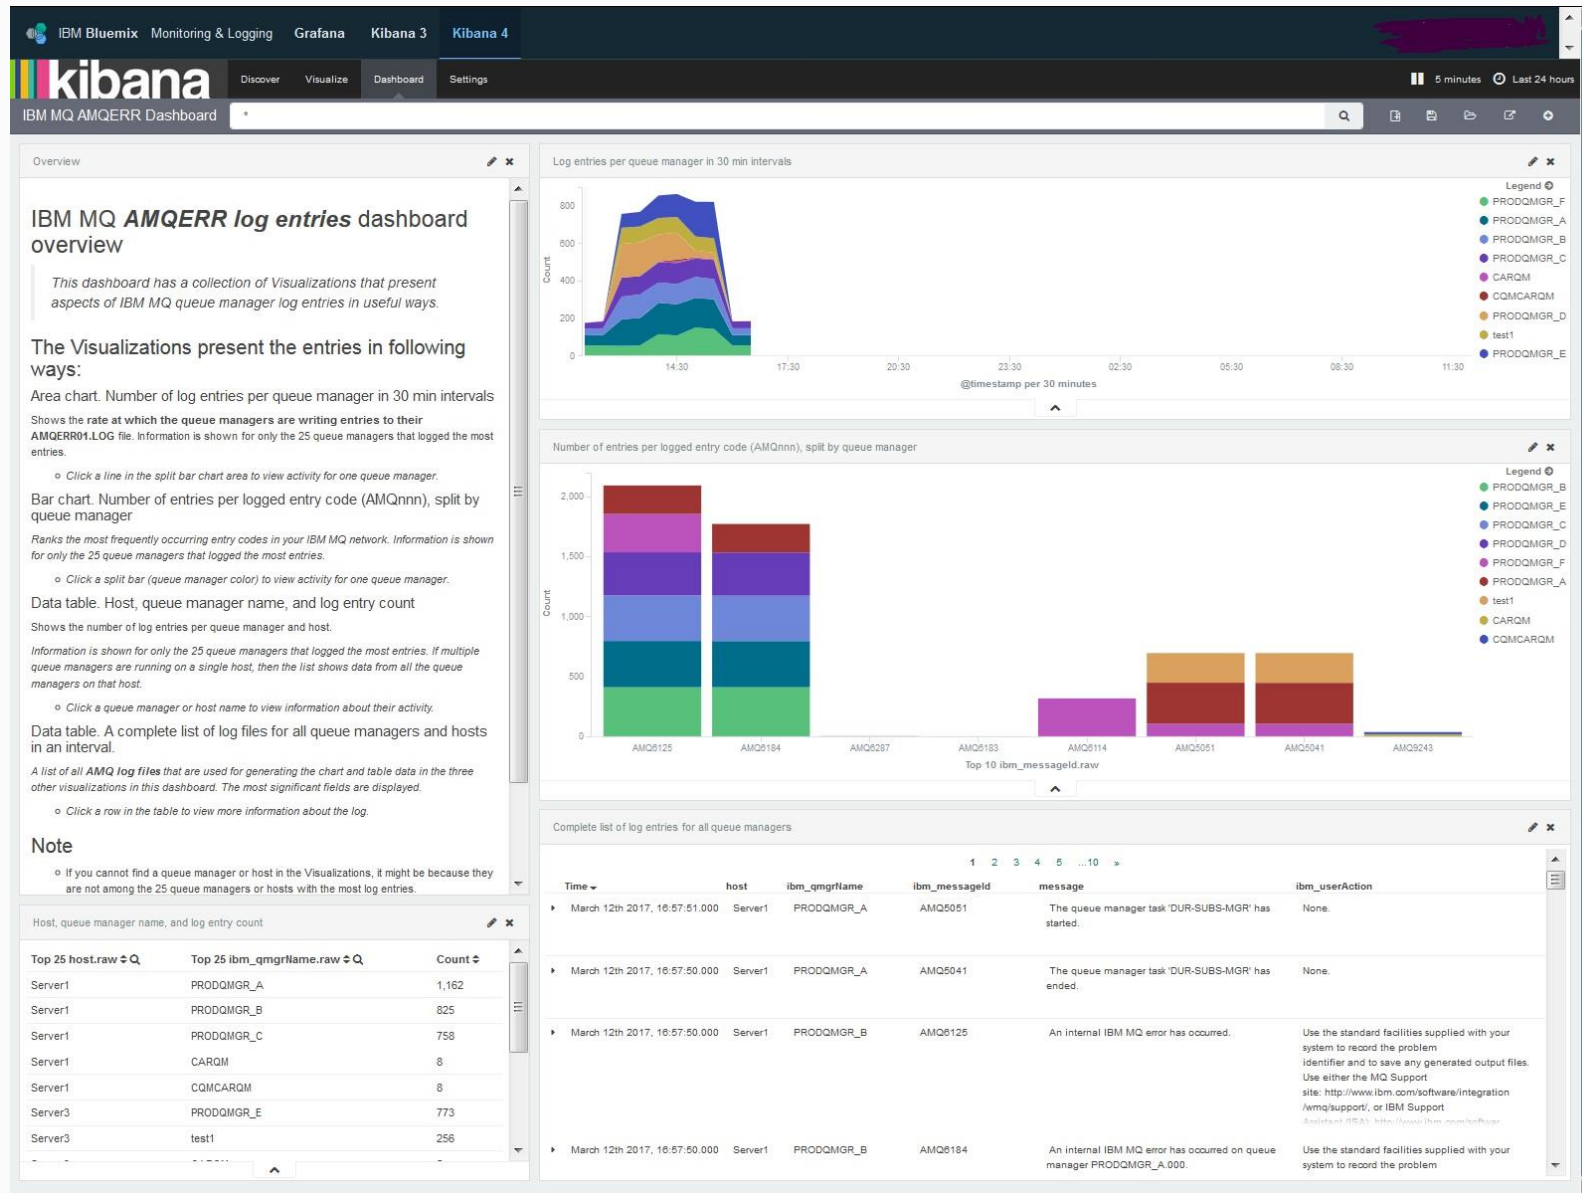 IBM Bluemix Monitoring & Logging Grafana Kibana 3 Kibana 4
kibana Discover Visualize Dashboard Settings 5 minutes Last 24 hours
IBM MQ AMQERR Dashboard *
Overview
IBM MQ AMQERR log entries dashboard
overview
This dashboard has a collection of Visualizations that present
aspects of IBM MQ queue manager log entries in useful ways.
The Visualizations present the entries in following
ways:
Area chart. Number of log entries per queue manager in 30 min intervals
Shows the rate at which the queue managers are writing entries to their
AMQERR01.LOG file. Information is shown for only the 25 queue managers that logged the most
entries.
Click a line in the split bar chart area to view activity for one queue manager.
Bar chart. Number of entries per logged entry code (AMQnnn), split by
queue manager
Ranks the most frequently occurring entry codes in your IBM MQ network. Information is shown
for only the 25 queue managers that logged the most entries.
Click a split bar (queue manager color) to view activity for one queue manager.
Data table. Host, queue manager name, and log entry count
Shows the number of log entries per queue manager and host.
Information is shown for only the 25 queue managers that logged the most entries. If multiple
queue managers are running on a single host, then the list shows data from all the queue
managers on that host.
Click a queue manager or host name to view information about their activity.
Data table. A complete list of log files for all queue managers and hosts
in an interval.
A list of all AMQ log files that are used for generating the chart and table data in the three
other visualizations in this dashboard. The most significant fields are displayed.
Click a row in the table to view more information about the log.
Note
If you cannot find a queue manager or host in the Visualizations, it might be because they
are not among the 25 queue managers or hosts with the most log entries.
Host, queue manager name, and log entry count
Top 25 host.raw Top 25 ibm_qmgrName.raw Count
Server1 PRODQMGR_A 1,162
Server1 PRODQMGR_B 825
Server1 PRODQMGR_C 758
Server1 CARQM 8
Server1 CQMCARQM 8
Server3 PRODQMGR_E 773
Server3 test1 256
Log entries per queue manager in 30 min intervals
Legend
PRODQMGR_F
PRODQMGR_A
PRODQMGR_B
PRODQMGR_C
CARQM
CQMCARQM
PRODQMGR_D
test1
PRODQMGR_E
Count
800
600
400
200
0
14:30 17:30 20:30 23:30 02:30 05:30 08:30 11:30
@timestamp per 30 minutes
Number of entries per logged entry code (AMQnnn), split by queue manager
Legend
PRODQMGR_B
PRODQMGR_E
PRODQMGR_C
PRODQMGR_D
PRODQMGR_F
PRODQMGR_A
test1
CARQM
CQMCARQM
Count
2,000
1,500
1,000
500
0
AMQ6125 AMQ6184 AMQ6287 AMQ6183 AMQ6114 AMQ5051 AMQ5041 AMQ9243
Top 10 ibm_messageId.raw
Complete list of log entries for all queue managers
1 2 3 4 5 ...10 »
Time host ibm_qmgrName ibm_messageId message ibm_userAction
March 12th 2017, 16:57:51.000 Server1 PRODQMGR_A AMQ5051 The queue manager task 'DUR-SUBS-MGR' has None.
started.
March 12th 2017, 16:57:50.000 Server1 PRODQMGR_A AMQ5041 The queue manager task 'DUR-SUBS-MGR' has None.
ended.
March 12th 2017, 16:57:50.000 Server1 PRODQMGR_B AMQ6125 An internal IBM MQ error has occurred. Use the standard facilities supplied with your
system to record the problem
identifier and to save any generated output files.
Use either the MQ Support
site: http://www.ibm.com/software/integration
/wmq/support/, or IBM Support
Assistant (ISA): http://www.ibm.com/softwar
March 12th 2017, 16:57:50.000 Server1 PRODQMGR_B AMQ6184 An internal IBM MQ error has occurred on queue Use the standard facilities supplied with your
manager PRODQMGR_A.000. system to record the problem